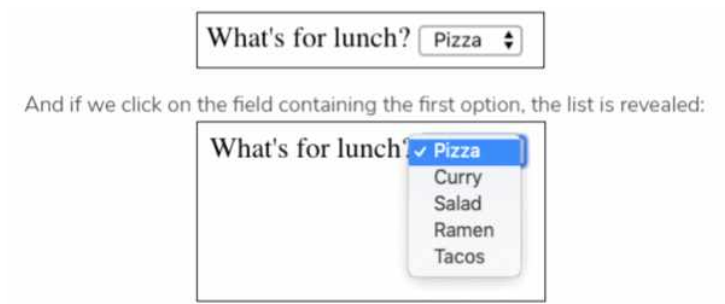 What's for lunch? Pizza
And if we click on the field containing the first option, the list is revealed:
What's for lunch? Pizza
Curry
Salad
Ramen
Tacos